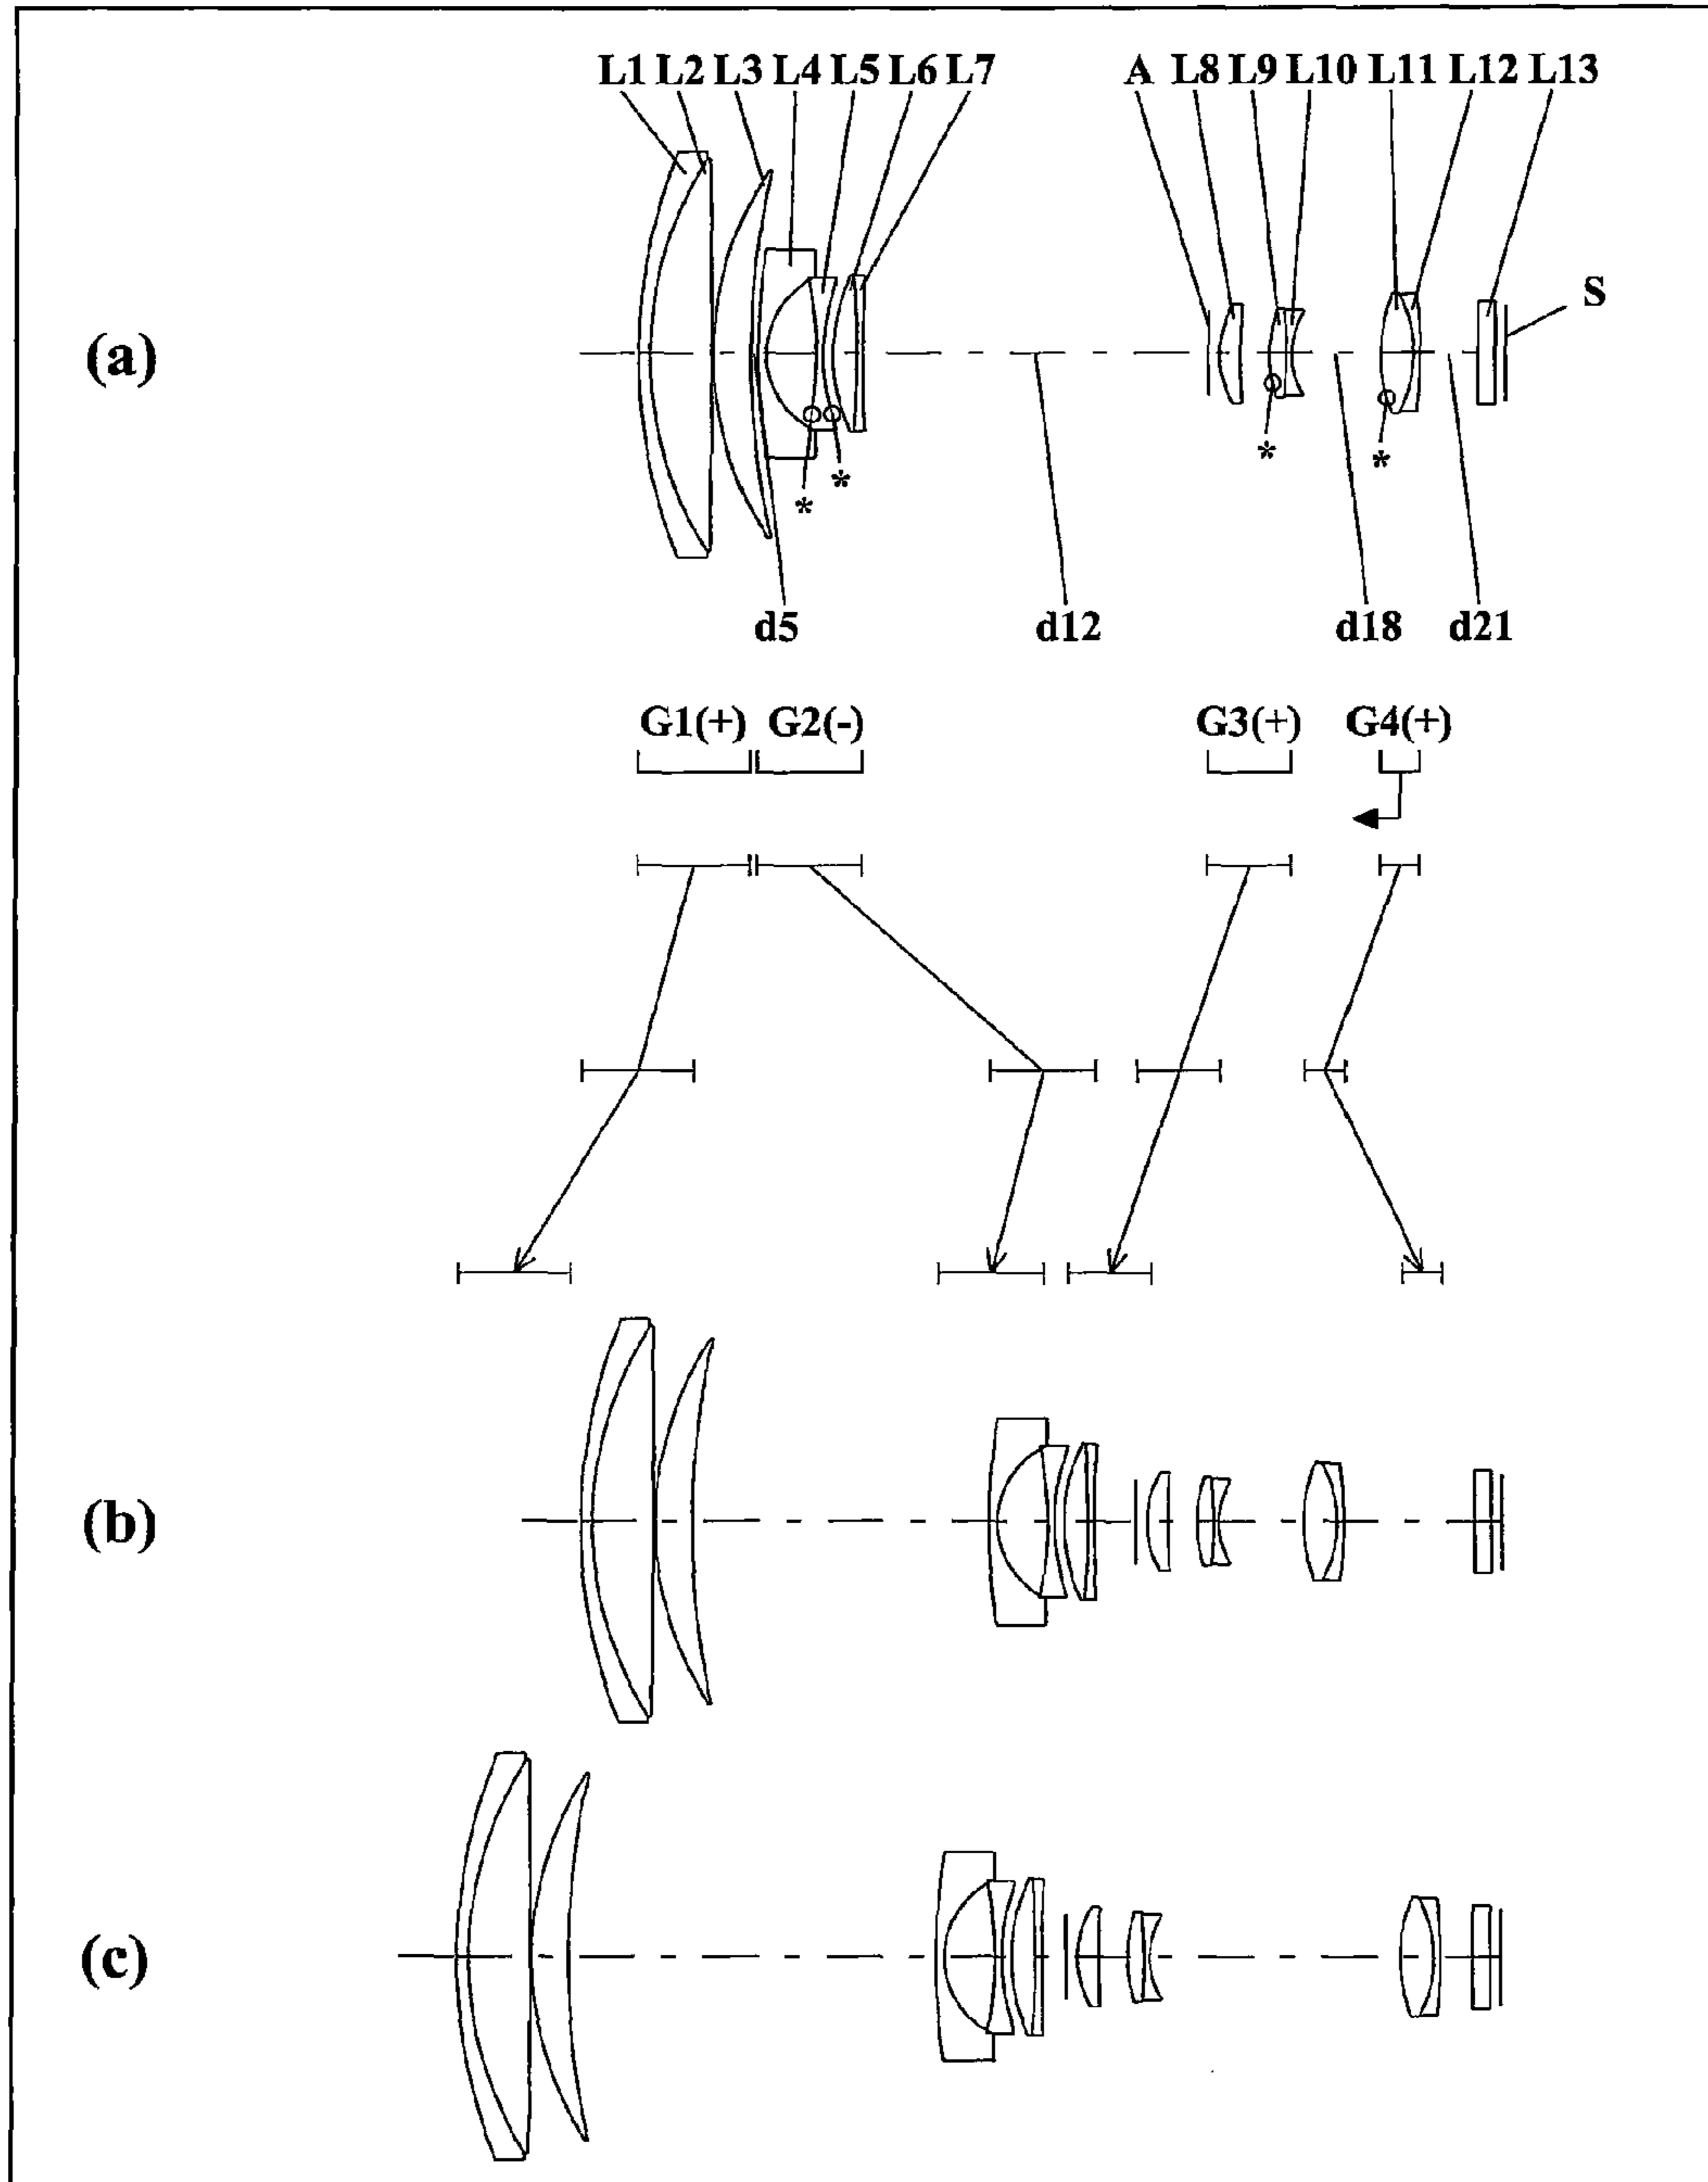 L1 L2 L3 L4 L5 L6 L7 A L8 L9 L10 L11 L12 L13
S
(a)
* * * *
d5 d12 d18 d21
G1(+) G2(-) G3(+) G4(+)
(b)
(c)